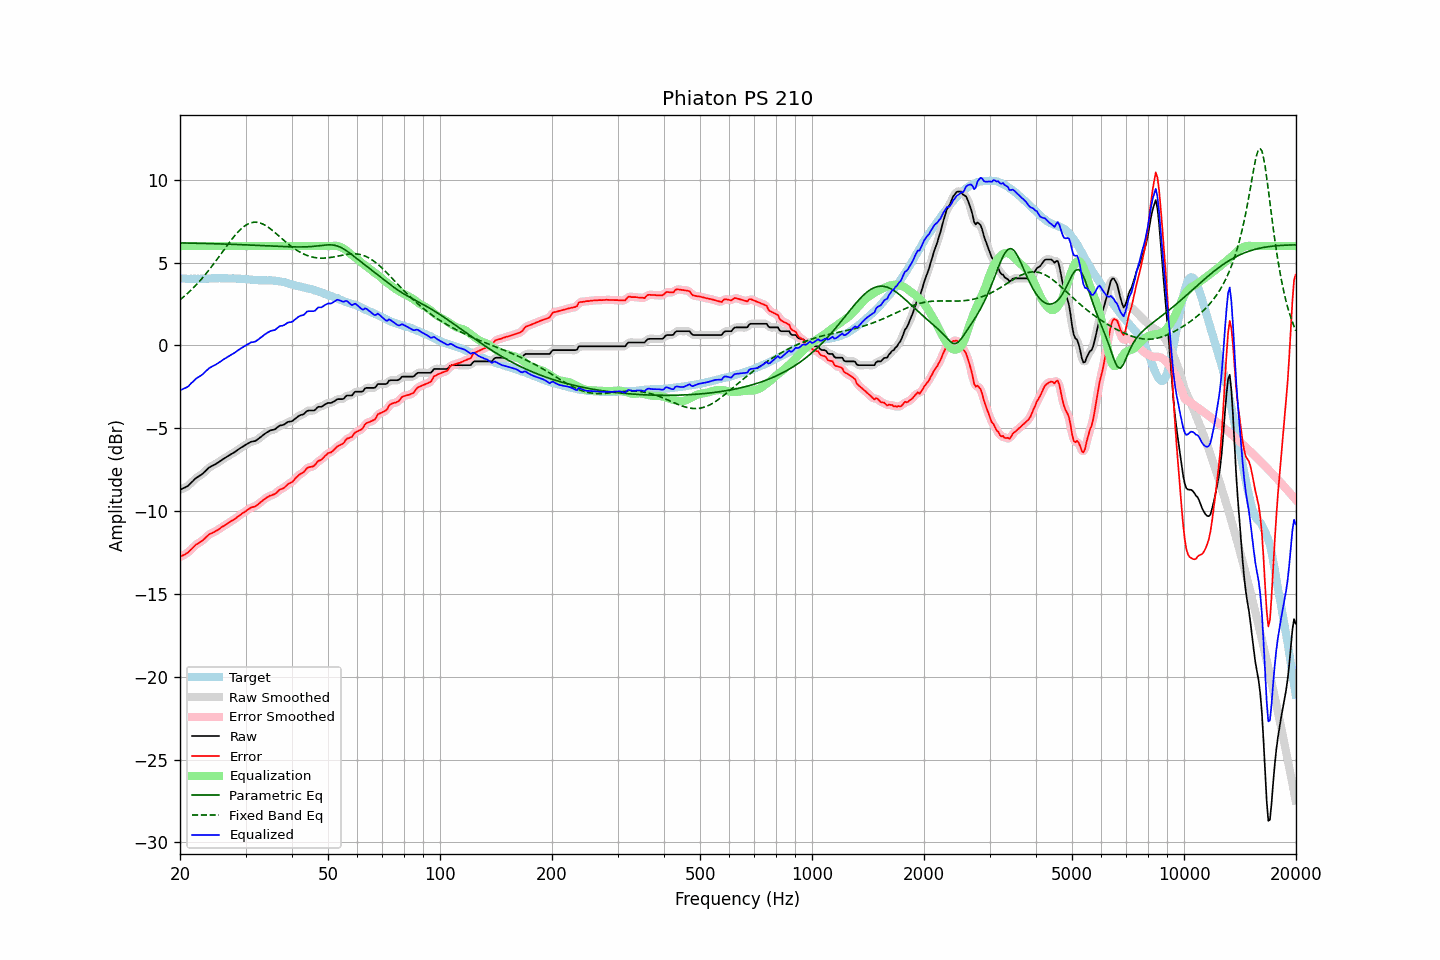 Phiaton PS 210
Amplitude (dBr)
10
5
0
−5
−10
−15
−20
−25
−30
Target
Raw Smoothed
Error Smoothed
Raw
Error
Equalization
Parametric Eq
Fixed Band Eq
Equalized
20 50 100 200 500 1000 2000 5000 10000 20000
Frequency (Hz)